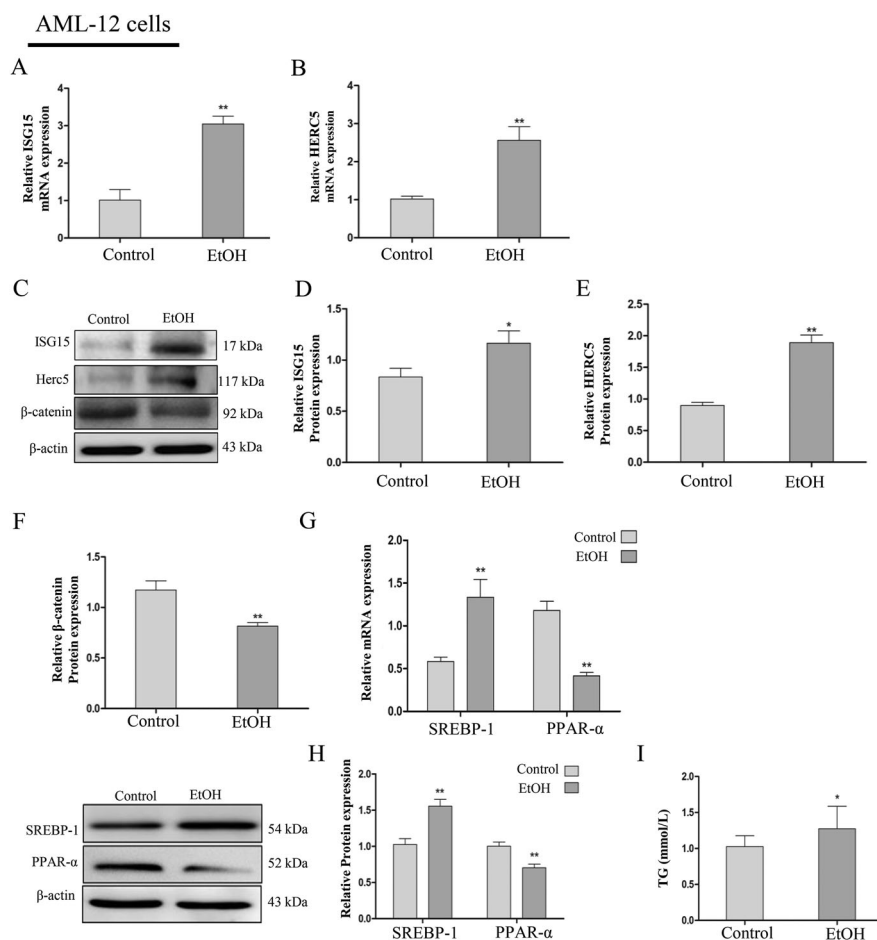 AML-12 cells
A
Relative ISG15
mRNA expression
4
3
2
1
0
**
Control
EtOH
B
Relative HERC5
mRNA expression
4
3
2
1
0
**
Control
EtOH
C
Control
EtOH
ISG15
17 kDa
Herc5
117 kDa
β-catenin
92 kDa
β-actin
43 kDa
D
Relative ISG15
Protein expression
1.5
1.0
0.5
0.0
*
Control
EtOH
E
Relative HERC5
Protein expression
2.5
2.0
1.5
1.0
0.5
0.0
**
Control
EtOH
F
Relative β-catenin
Protein expression
1.5
1.0
0.5
0.0
**
Control
EtOH
G
Relative mRNA expression
2.0
1.5
1.0
0.5
0.0
**
**
Control
EtOH
SREBP-1
PPAR-α
Control
EtOH
SREBP-1
54 kDa
PPAR-α
52 kDa
β-actin
43 kDa
H
Relative Protein expression
2.0
1.5
1.0
0.5
0.0
**
**
Control
EtOH
SREBP-1
PPAR-α
I
TG (mmol/L)
2.0
1.5
1.0
0.5
0.0
*
Control
EtOH